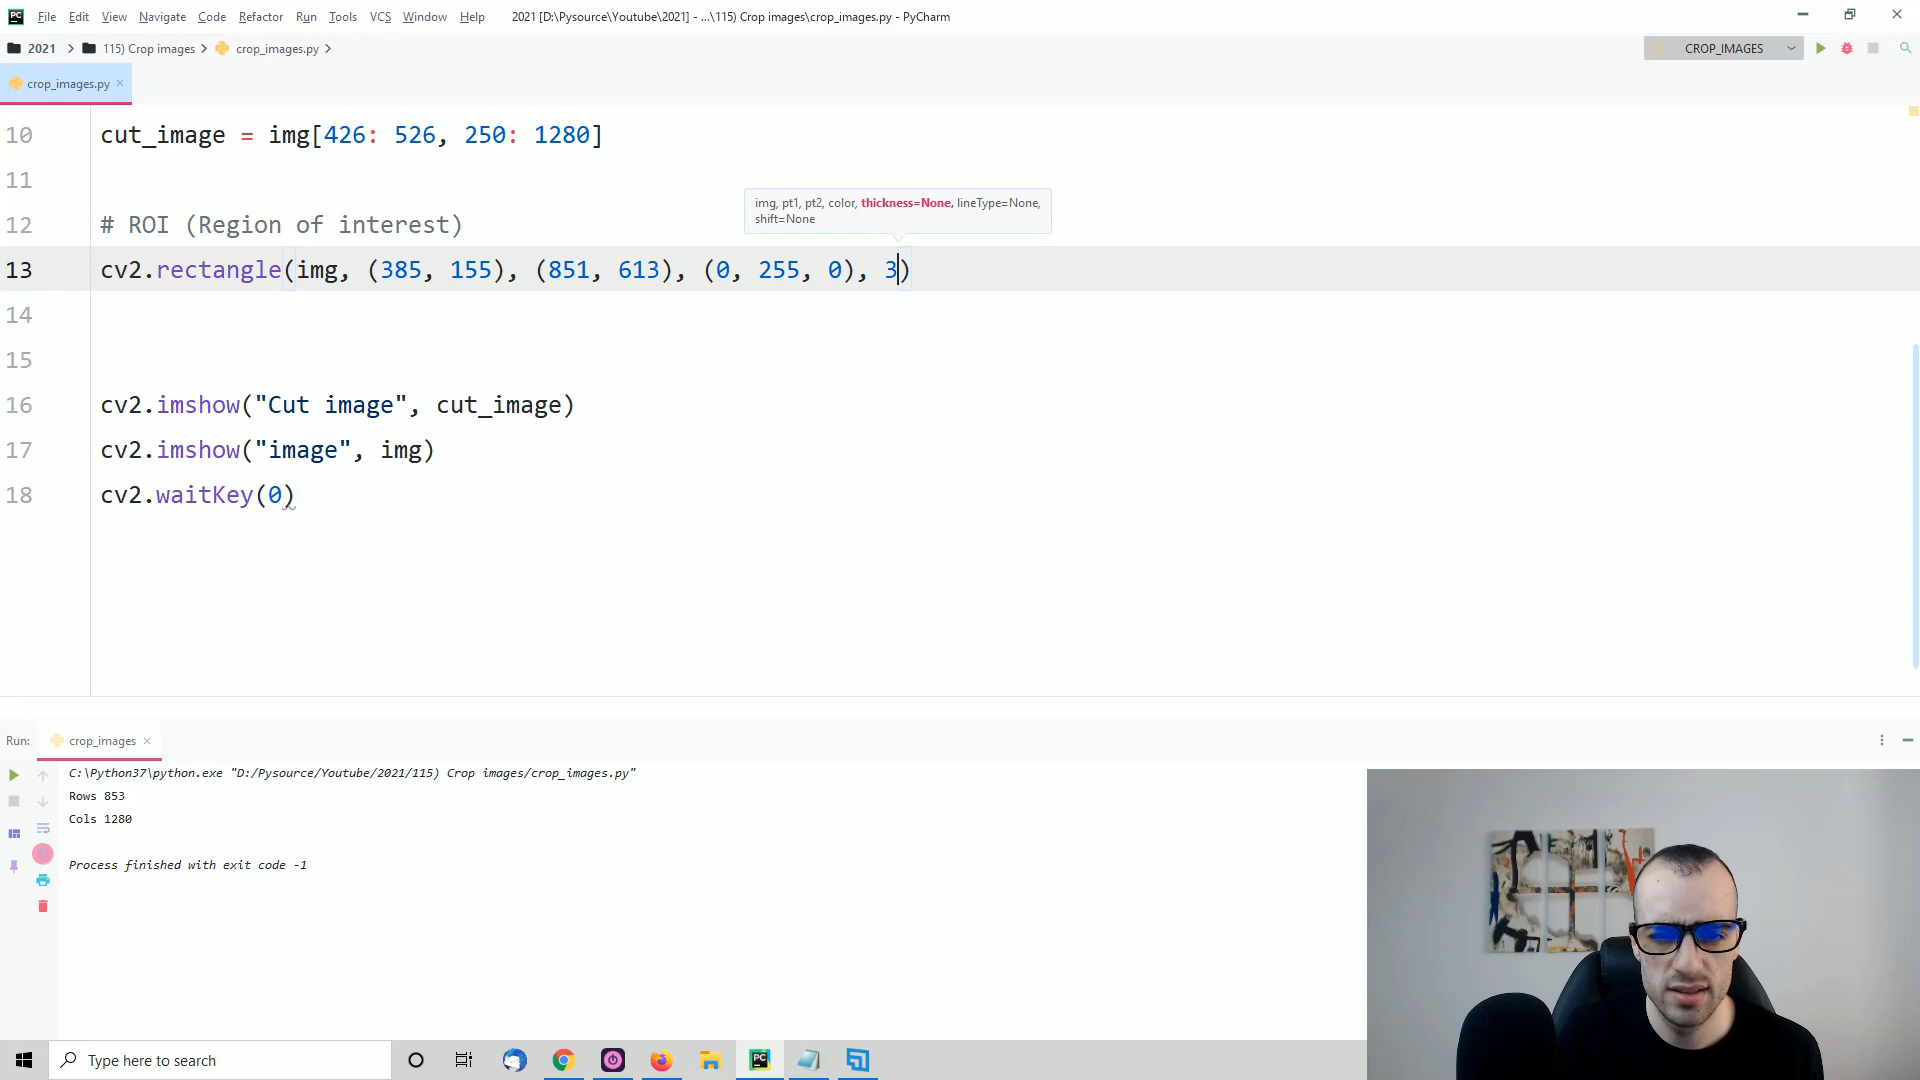 PC File Edit View Navigate Code Refactor Run Tools VCS Window Help 2021 [D:\Pysource\Youtube\2021] - ...\115) Crop images\crop_images.py - PyCharm
2021 115) Crop images crop_images.py CROP_IMAGES
crop_images.py
10 cut_image = img[426: 526, 250: 1280]
11
img, pt1, pt2, color, thickness=None, lineType=None,
shift=None
12 # ROI (Region of interest)
13 cv2.rectangle(img, (385, 155), (851, 613), (0, 255, 0), 3)
14
15
16 cv2.imshow("Cut image", cut_image)
17 cv2.imshow("image", img)
18 cv2.waitKey(0)
Run: crop_images
C:\Python37\python.exe "D:/Pysource/Youtube/2021/115) Crop images/crop_images.py"
Rows 853
Cols 1280
Process finished with exit code -1
Type here to search
PC